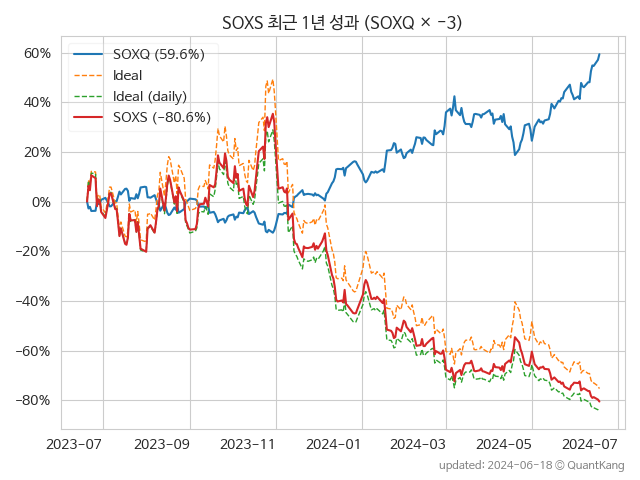 SOXS 최근 1년 성과 (SOXQ × −3)
SOXQ (59.6%)
Ideal
Ideal (daily)
SOXS (−80.6%)
60%
40%
20%
0%
−20%
−40%
−60%
−80%
2023-07
2023-09
2023-11
2024-01
2024-03
2024-05
2024-07
updated: 2024-06-18 ⓒ QuantKang